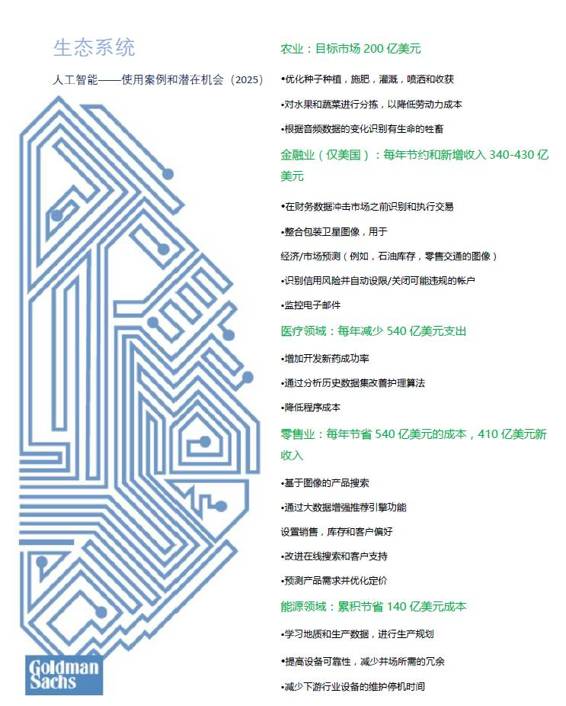 生态系统
人工智能——使用案例和潜在机会（2025）
农业：目标市场 200 亿美元
•优化种子种植，施肥，灌溉，喷洒和收获
•对水果和蔬菜进行分拣，以降低劳动力成本
•根据音频数据的变化识别有生命的牲畜
金融业（仅美国）：每年节约和新增收入 340-430 亿
美元
•在财务数据冲击市场之前识别和执行交易
•整合包装卫星图像，用于
经济/市场预测（例如，石油库存，零售交通的图像）
•识别信用风险并自动设限/关闭可能违规的帐户
•监控电子邮件
医疗领域：每年减少 540 亿美元支出
•增加开发新药成功率
•通过分析历史数据集改善护理算法
•降低程序成本
零售业：每年节省 540 亿美元的成本，410 亿美元新
收入
•基于图像的产品搜索
•通过大数据增强推荐引擎功能
设置销售，库存和客户偏好
•改进在线搜索和客户支持
•预测产品需求并优化定价
能源领域：累积节省 140 亿美元成本
•学习地质和生产数据，进行生产规划
•提高设备可靠性，减少井场所需的冗余
•减少下游行业设备的维护停机时间
Goldman
Sachs